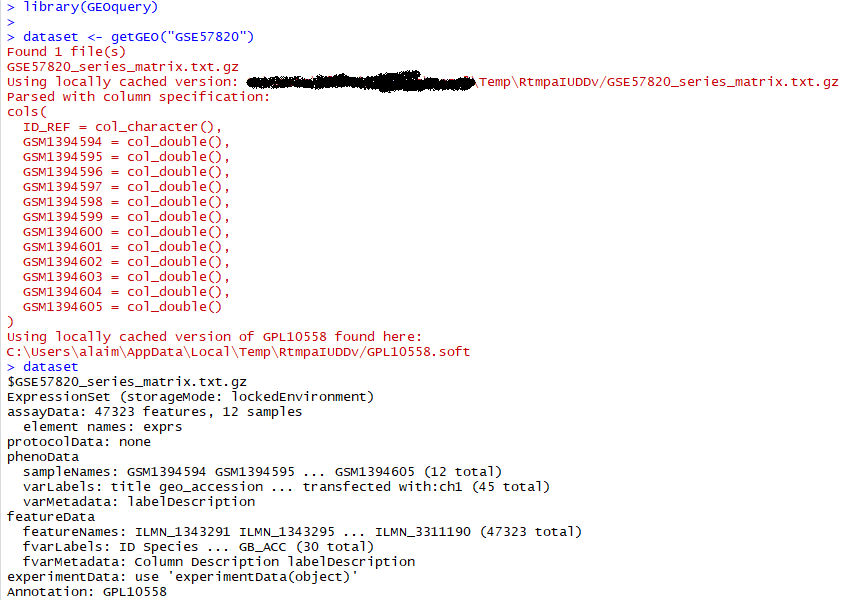 > library(GEOquery)
>
> dataset <- getGEO("GSE57820")
Found 1 file(s)
GSE57820_series_matrix.txt.gz
Using locally cached version: \Temp\RtmpaIUDDv/GSE57820_series_matrix.txt.gz
Parsed with column specification:
cols(
  ID_REF = col_character(),
  GSM1394594 = col_double(),
  GSM1394595 = col_double(),
  GSM1394596 = col_double(),
  GSM1394597 = col_double(),
  GSM1394598 = col_double(),
  GSM1394599 = col_double(),
  GSM1394600 = col_double(),
  GSM1394601 = col_double(),
  GSM1394602 = col_double(),
  GSM1394603 = col_double(),
  GSM1394604 = col_double(),
  GSM1394605 = col_double()
)
Using locally cached version of GPL10558 found here:
C:\Users\alaim\AppData\Local\Temp\RtmpaIUDDv/GPL10558.soft
> dataset
$GSE57820_series_matrix.txt.gz
ExpressionSet (storageMode: lockedEnvironment)
assayData: 47323 features, 12 samples
  element names: exprs
protocolData: none
phenoData
  sampleNames: GSM1394594 GSM1394595 ... GSM1394605 (12 total)
  varLabels: title geo_accession ... transfected with:ch1 (45 total)
  varMetadata: labelDescription
featureData
  featureNames: ILMN_1343291 ILMN_1343295 ... ILMN_3311190 (47323 total)
  fvarLabels: ID Species ... GB_ACC (30 total)
  fvarMetadata: Column Description labelDescription
experimentData: use 'experimentData(object)'
Annotation: GPL10558